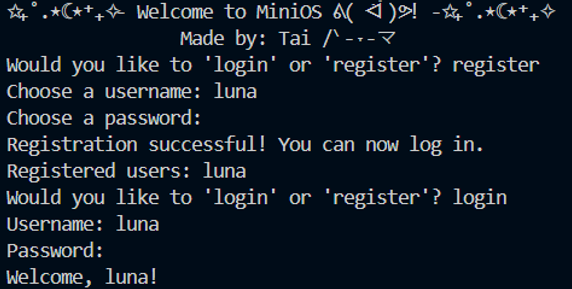 ✩₊˚.⋆☾⋆⁺₊✧- Welcome to MiniOS ᕕ( ᐛ )ᕗ! -✩₊˚.⋆☾⋆⁺₊✧
Made by: Tai /ᐠ-˕-マ
Would you like to 'login' or 'register'? register
Choose a username: luna
Choose a password:
Registration successful! You can now log in.
Registered users: luna
Would you like to 'login' or 'register'? login
Username: luna
Password:
Welcome, luna!